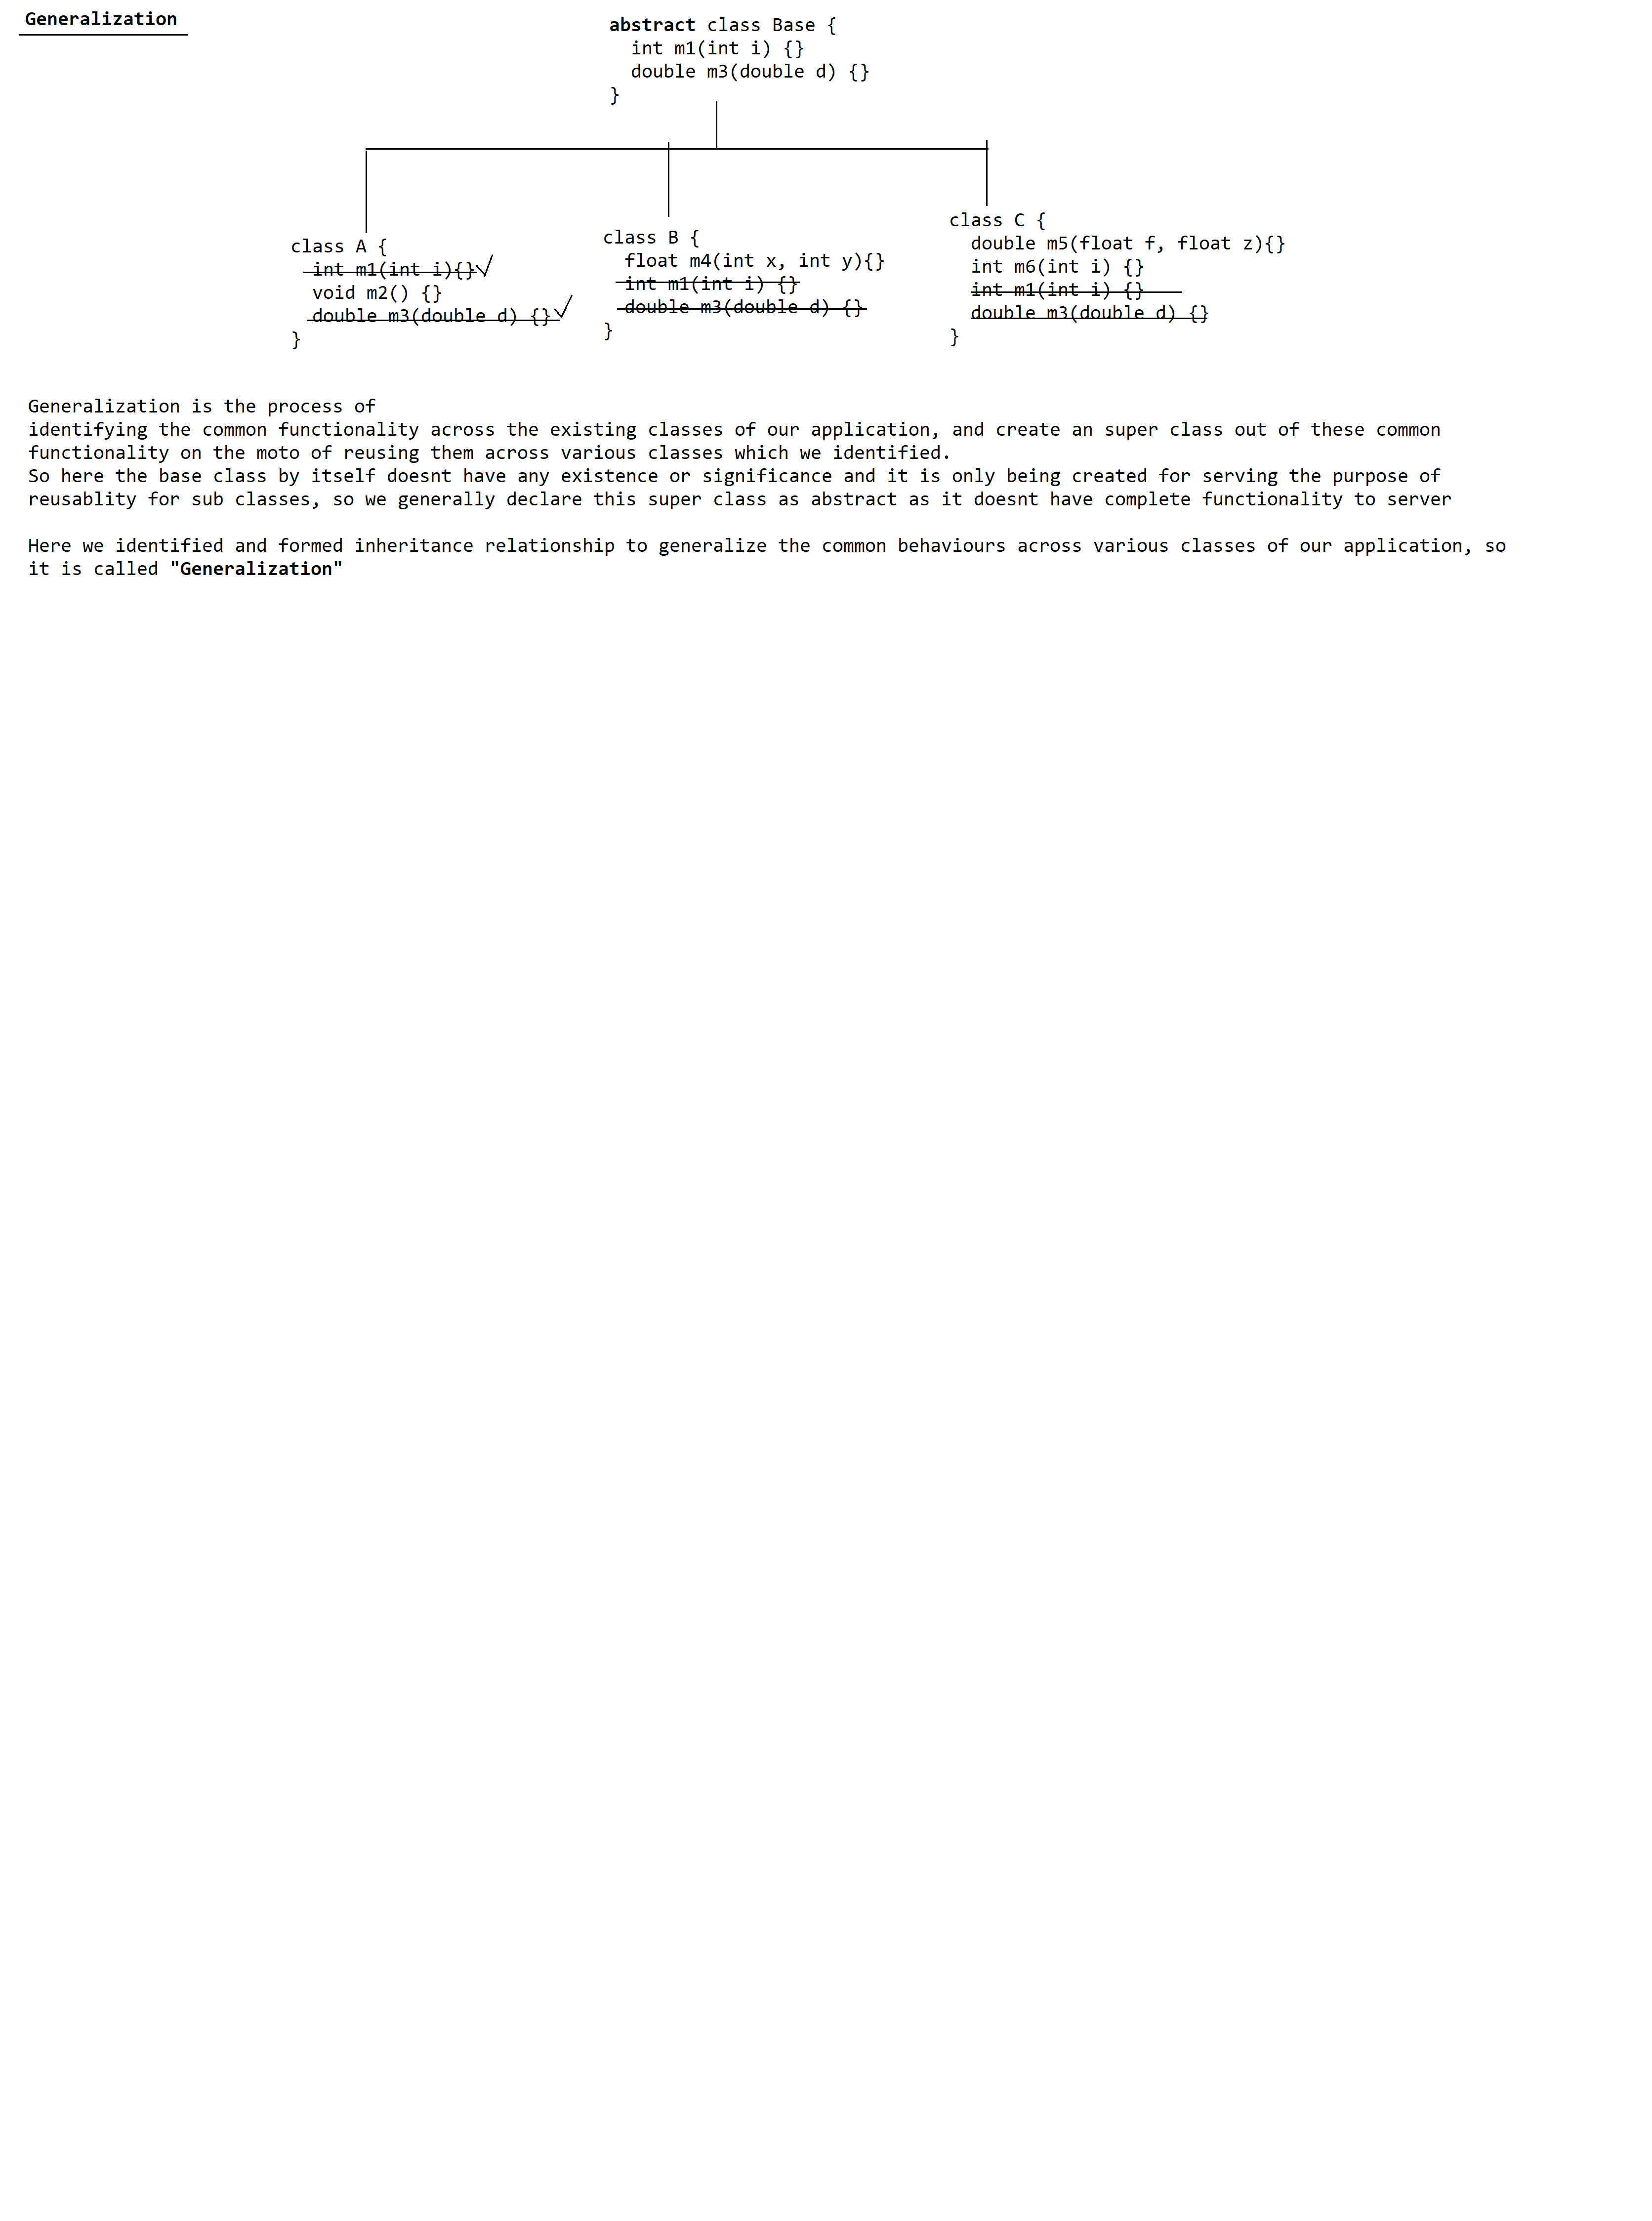 Generalization
abstract class Base {
int m1(int i) {}
double m3(double d) {}
}
class A {
int m1(int i){}
void m2() {}
double m3(double d) {}
}
class B {
float m4(int x, int y){}
int m1(int i) {}
double m3(double d) {}
}
class C {
double m5(float f, float z){}
int m6(int i) {}
int m1(int i) {}
double m3(double d) {}
}
Generalization is the process of
identifying the common functionality across the existing classes of our application, and create an super class out of these common
functionality on the moto of reusing them across various classes which we identified.
So here the base class by itself doesnt have any existence or significance and it is only being created for serving the purpose of
reusablity for sub classes, so we generally declare this super class as abstract as it doesnt have complete functionality to server
Here we identified and formed inheritance relationship to generalize the common behaviours across various classes of our application, so
it is called "Generalization"